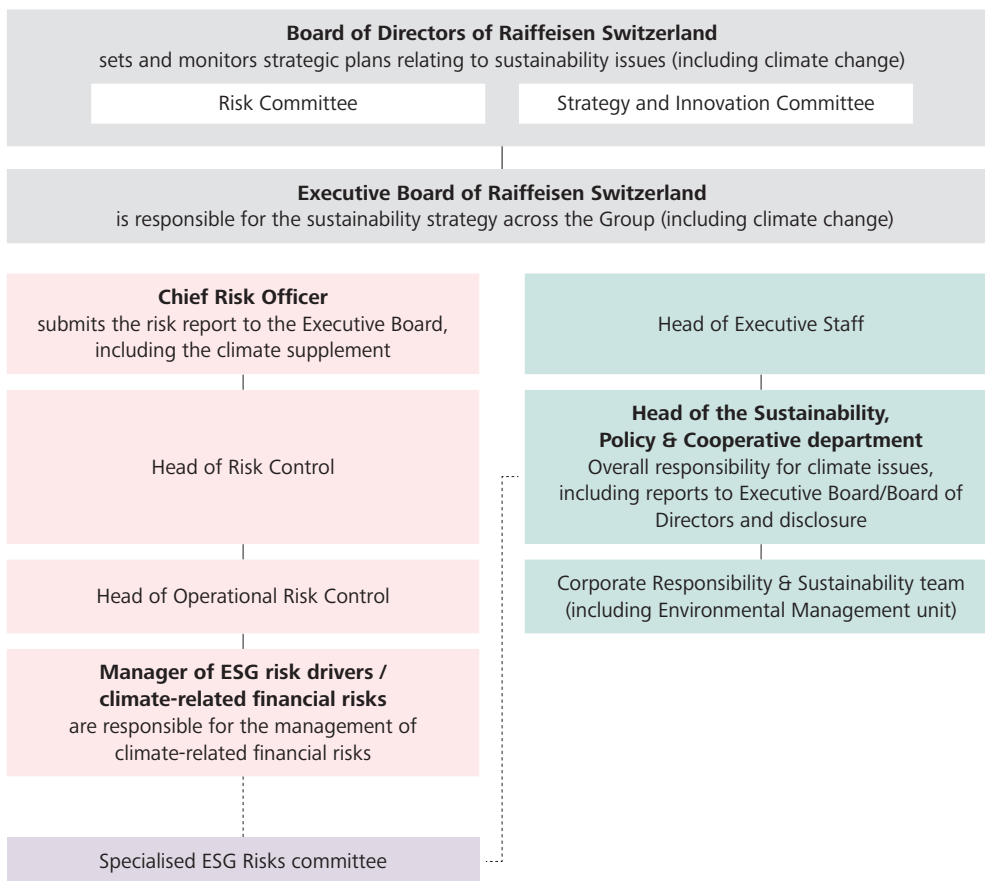 Board of Directors of Raiffeisen Switzerland
sets and monitors strategic plans relating to sustainability issues (including climate change)
Risk Committee
Strategy and Innovation Committee
Executive Board of Raiffeisen Switzerland
is responsible for the sustainability strategy across the Group (including climate change)
Chief Risk Officer
submits the risk report to the Executive Board,
including the climate supplement
Head of Risk Control
Head of Operational Risk Control
Manager of ESG risk drivers /
climate-related financial risks
are responsible for the management of
climate-related financial risks
Specialised ESG Risks committee
Head of Executive Staff
Head of the Sustainability,
Policy & Cooperative department
Overall responsibility for climate issues,
including reports to Executive Board/Board of
Directors and disclosure
Corporate Responsibility & Sustainability team
(including Environmental Management unit)